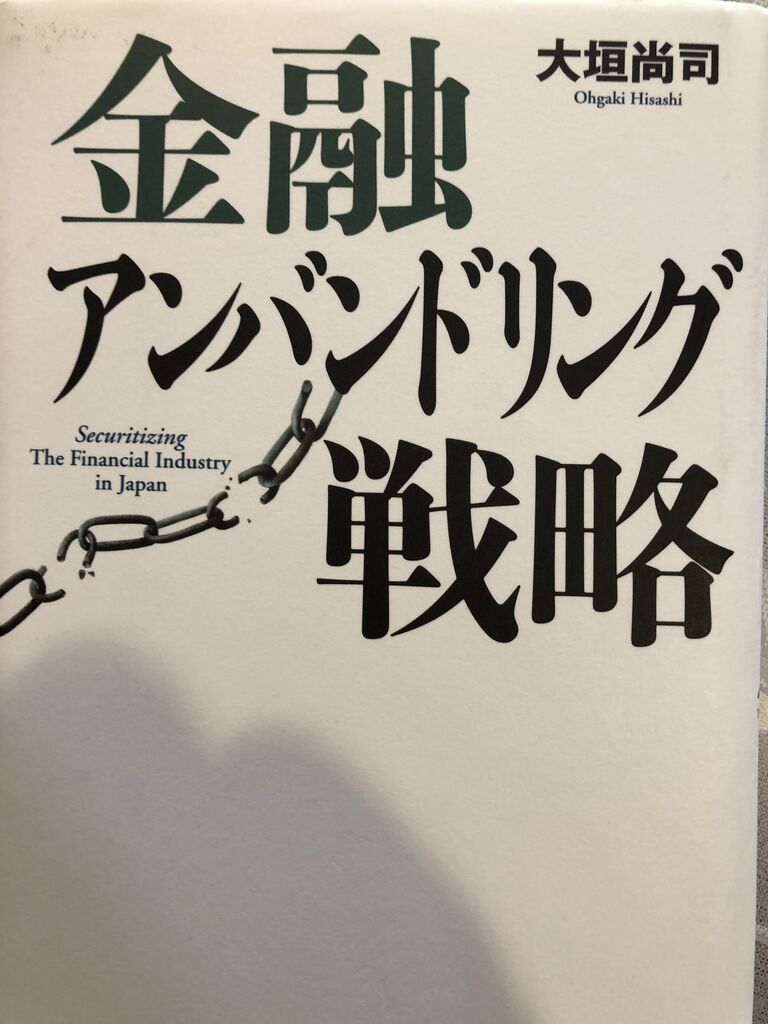 大垣尚司
Ohgaki Hisashi
金融
アンバンドリング
戦略
Securitizing
The Financial Industry
in Japan